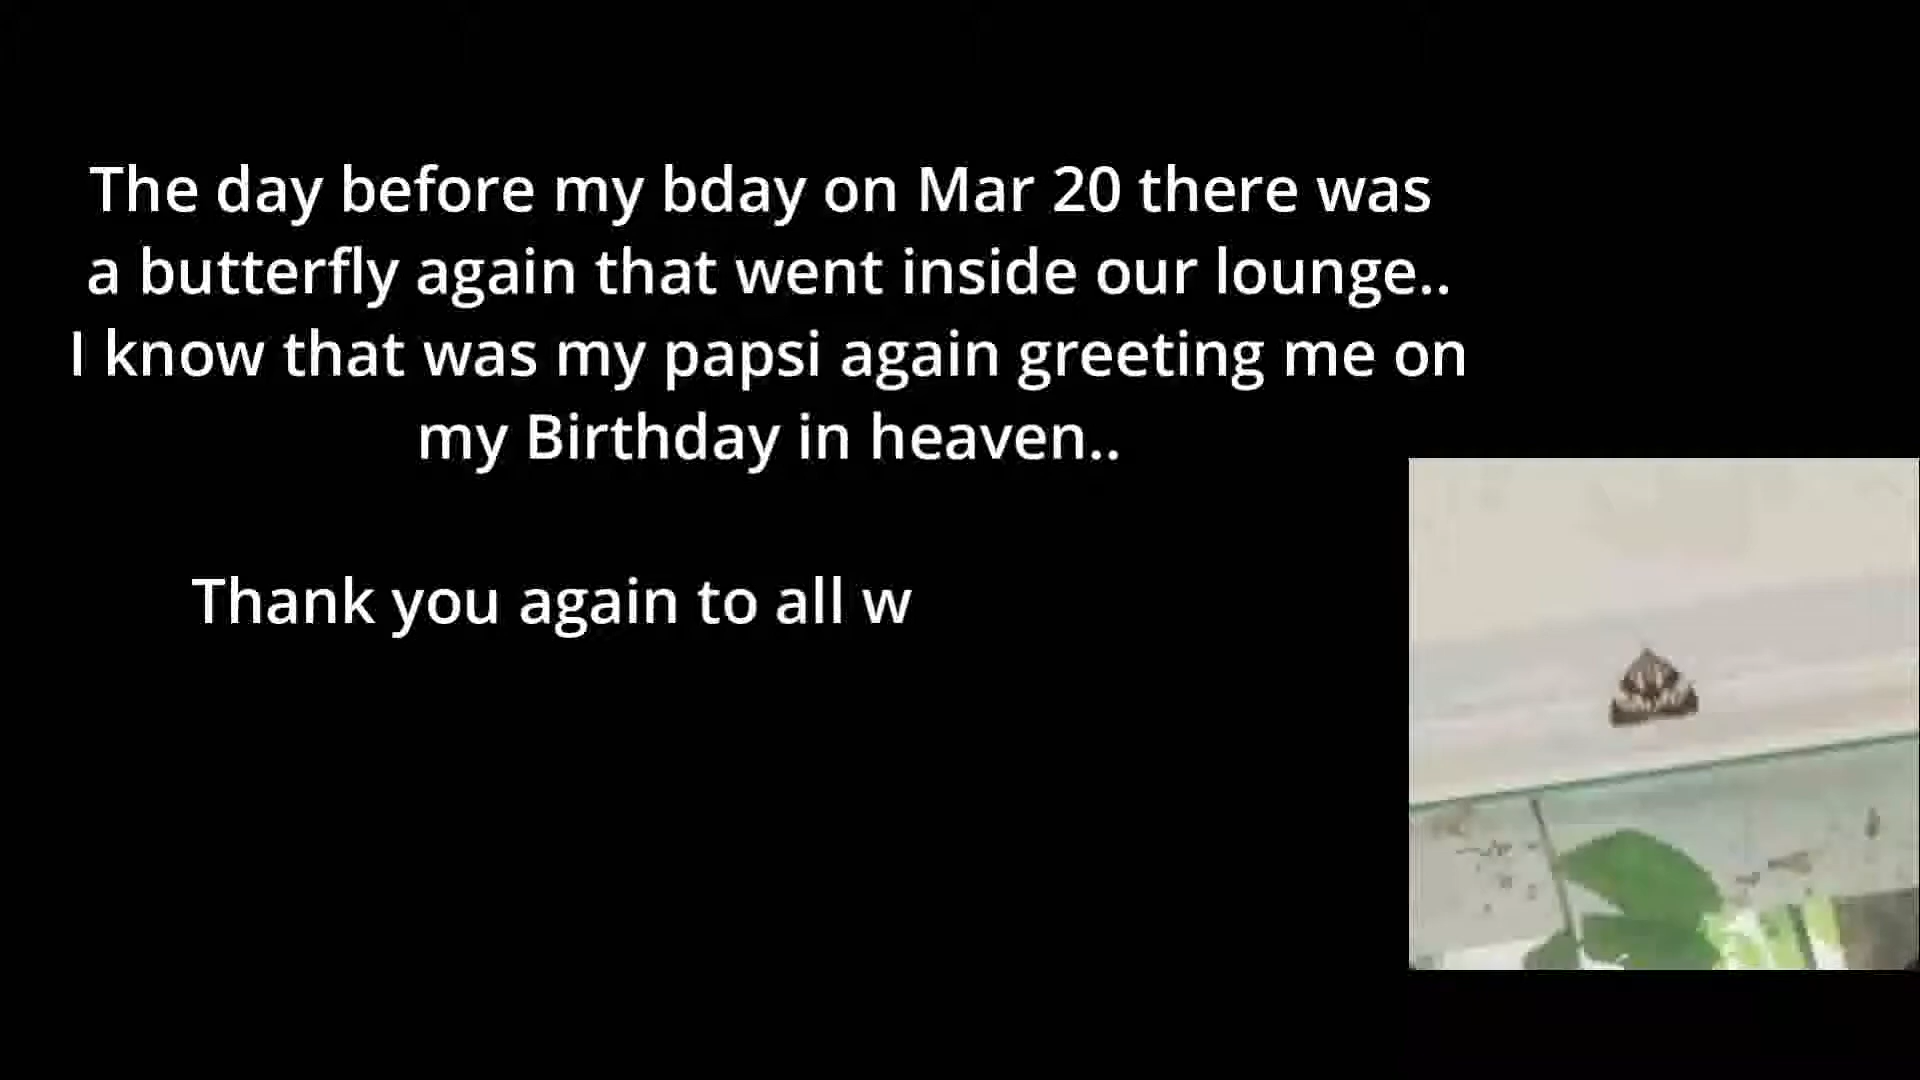 The day before my bday on Mar 20 there was
a butterfly again that went inside our lounge..
I know that was my papsi again greeting me on
my Birthday in heaven..
Thank you again to all w